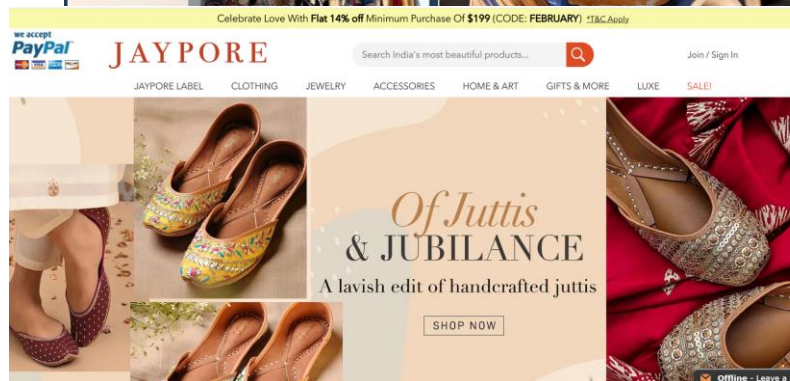 Celebrate Love With Flat 14% off Minimum Purchase Of $199 (CODE: FEBRUARY) *T&C Apply
we accept
PayPal
JAYPORE
Search India's most beautiful products...
Join / Sign In
JAYPORE LABEL CLOTHING JEWELRY ACCESSORIES HOME & ART GIFTS & MORE LUXE SALE!
Of Juttis
& JUBILANCE
A lavish edit of handcrafted juttis
SHOP NOW
Offline - Leave a